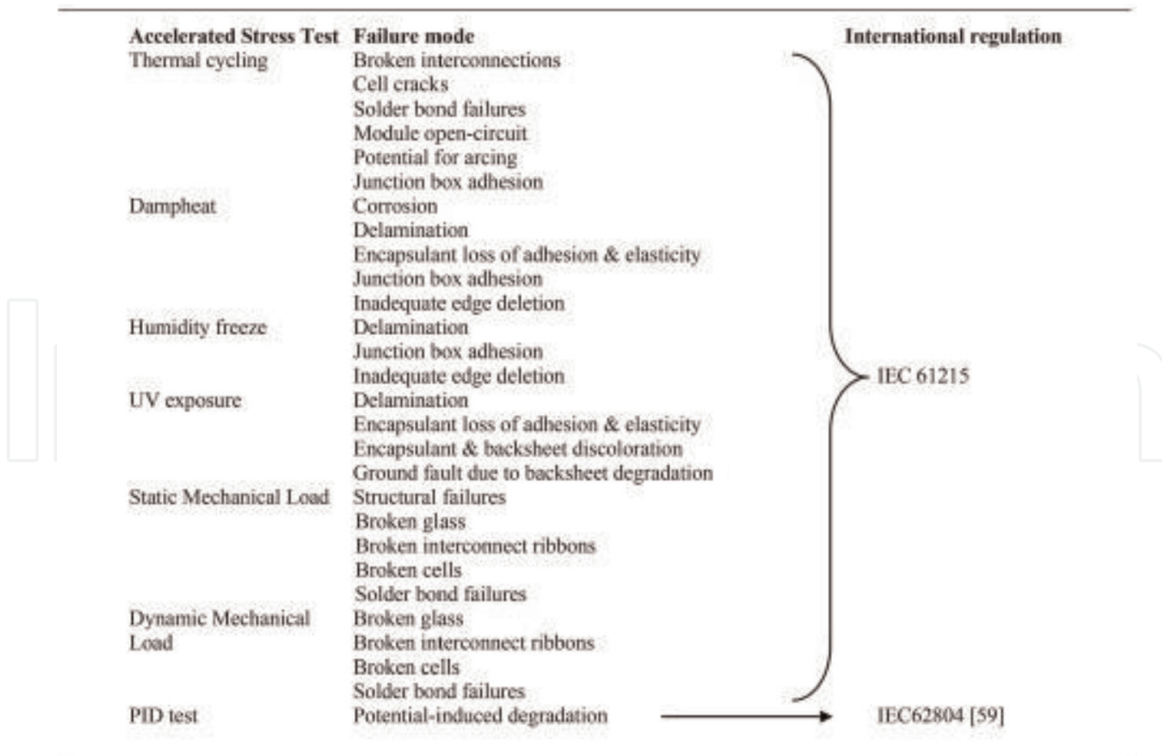 Accelerated Stress Test Failure mode International regulation
Thermal cycling Broken interconnections
Cell cracks
Solder bond failures
Module open-circuit
Potential for arcing
Junction box adhesion
Dampheat Corrosion
Delamination
Encapsulant loss of adhesion & elasticity
Junction box adhesion
Inadequate edge deletion
Humidity freeze Delamination
Junction box adhesion
Inadequate edge deletion IEC 61215
UV exposure Delamination
Encapsulant loss of adhesion & elasticity
Encapsulant & backsheet discoloration
Ground fault due to backsheet degradation
Static Mechanical Load Structural failures
Broken glass
Broken interconnect ribbons
Broken cells
Solder bond failures
Dynamic Mechanical Broken glass
Load Broken interconnect ribbons
Broken cells
Solder bond failures
PID test Potential-induced degradation IEC62804 [59]